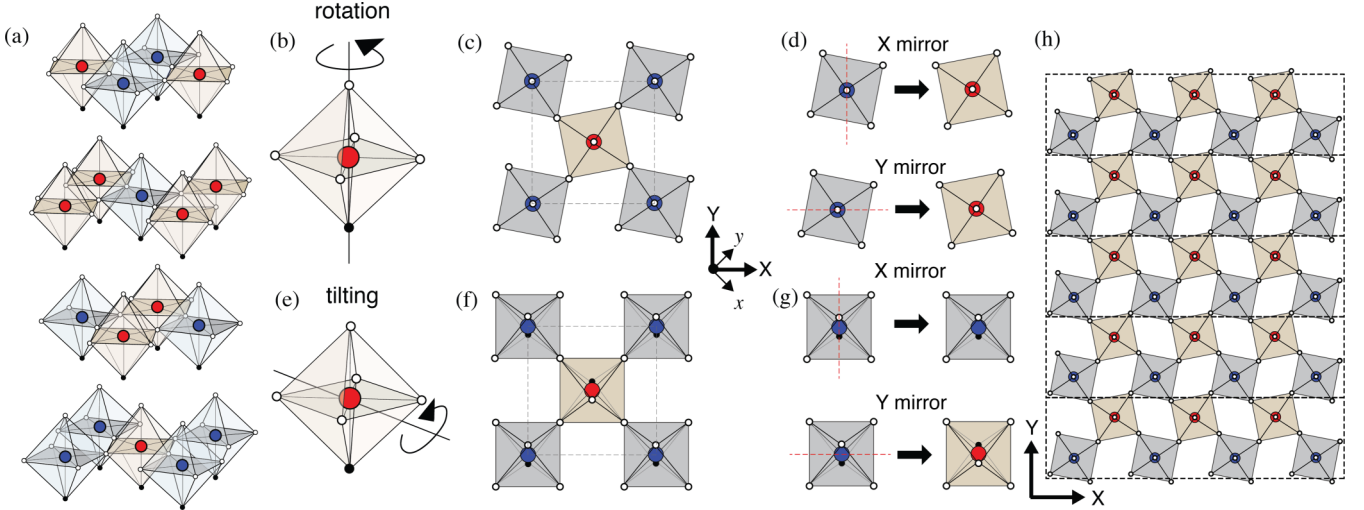 (a)
rotation
(b)
(c)
(d)
X mirror
Y mirror
(h)
Y
y
X
x
(e)
tilting
(f)
(g)
X mirror
Y mirror
Y
X